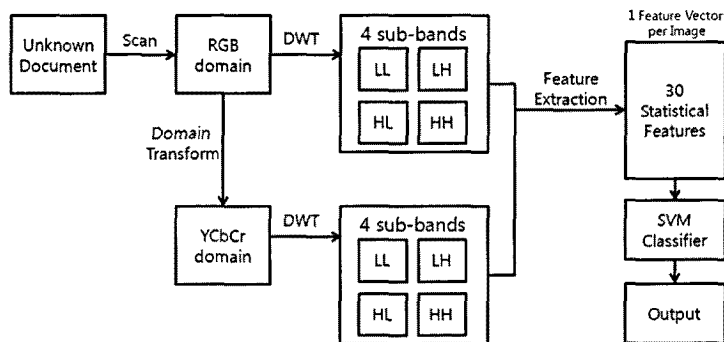 Unknown
Document
Scan
RGB
domain
DWT
4 sub-bands
LL LH
HL HH
Domain
Transform
YCbCr
domain
DWT
4 sub-bands
LL LH
HL HH
Feature
Extraction
1 Feature Vector
per Image
30
Statistical
Features
SVM
Classifier
Output